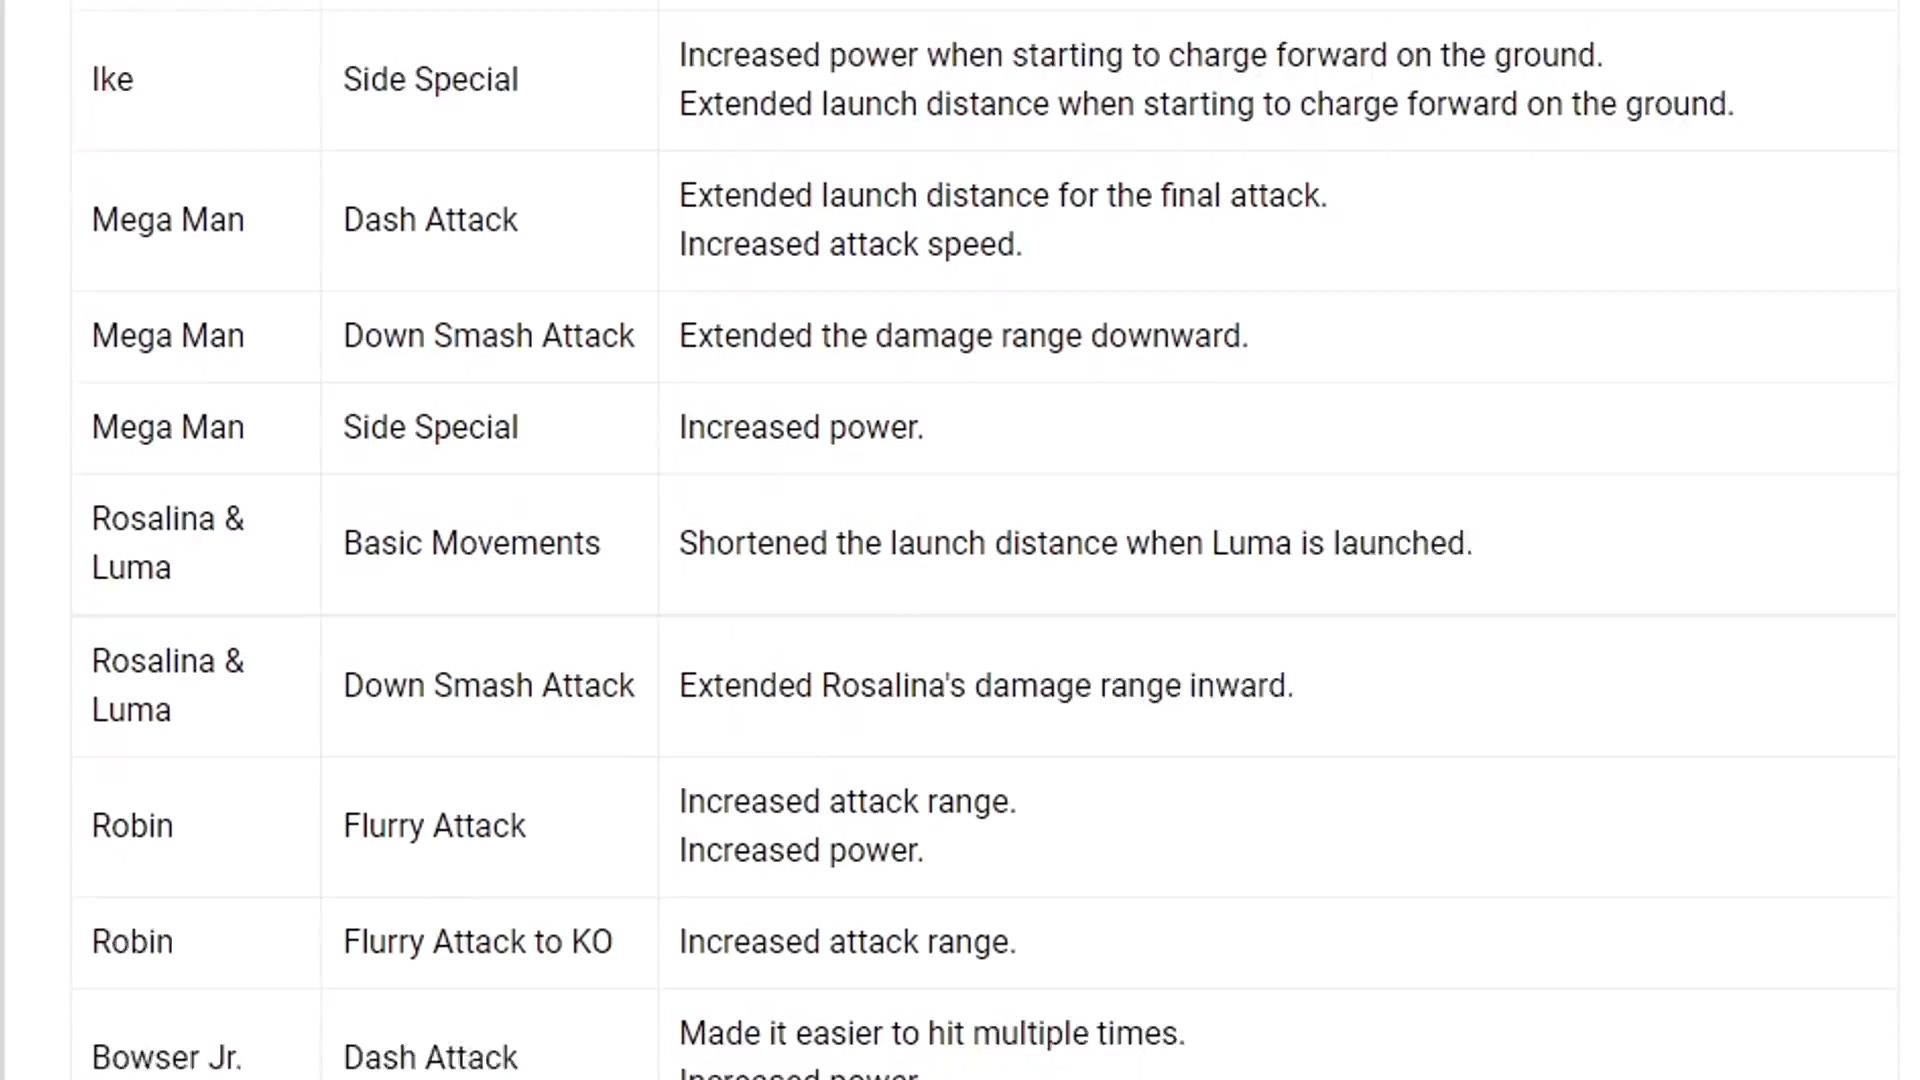 Ike
Side Special
Increased power when starting to charge forward on the ground.
Extended launch distance when starting to charge forward on the ground.
Mega Man
Dash Attack
Extended launch distance for the final attack.
Increased attack speed.
Mega Man
Down Smash Attack
Extended the damage range downward.
Mega Man
Side Special
Increased power.
Rosalina &
Luma
Basic Movements
Shortened the launch distance when Luma is launched.
Rosalina &
Luma
Down Smash Attack
Extended Rosalina's damage range inward.
Robin
Flurry Attack
Increased attack range.
Increased power.
Robin
Flurry Attack to KO
Increased attack range.
Bowser Jr.
Dash Attack
Made it easier to hit multiple times.
Increased power